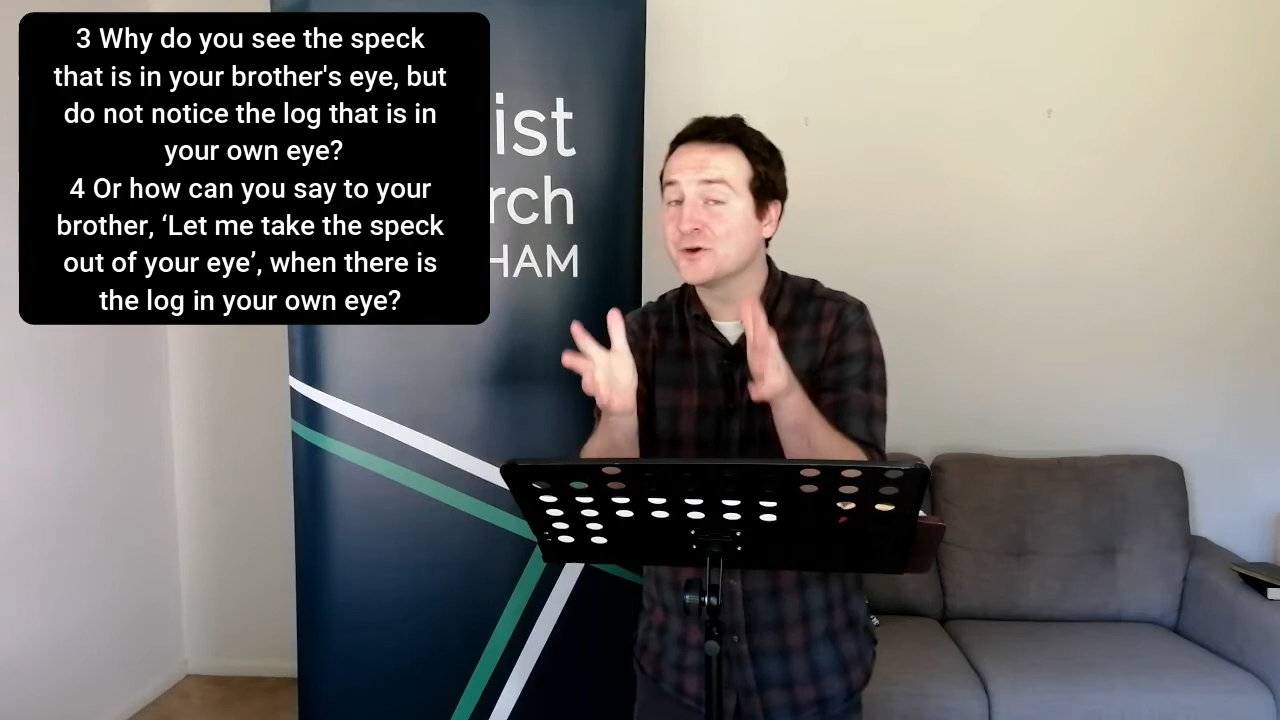 3 Why do you see the speck
that is in your brother's eye, but
do not notice the log that is in
your own eye?
4 Or how can you say to your
brother, ‘Let me take the speck
out of your eye’, when there is
the log in your own eye?
ist
rch
HAM